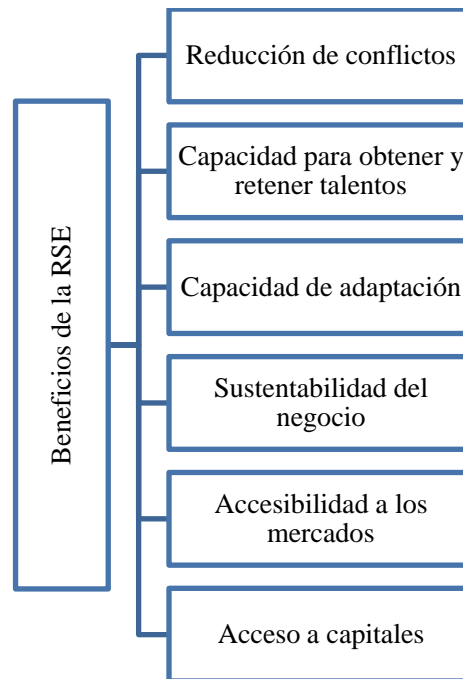 Beneficios de la RSE
Reducción de conflictos
Capacidad para obtener y
retener talentos
Capacidad de adaptación
Sustentabilidad del
negocio
Accesibilidad a los
mercados
Acceso a capitales